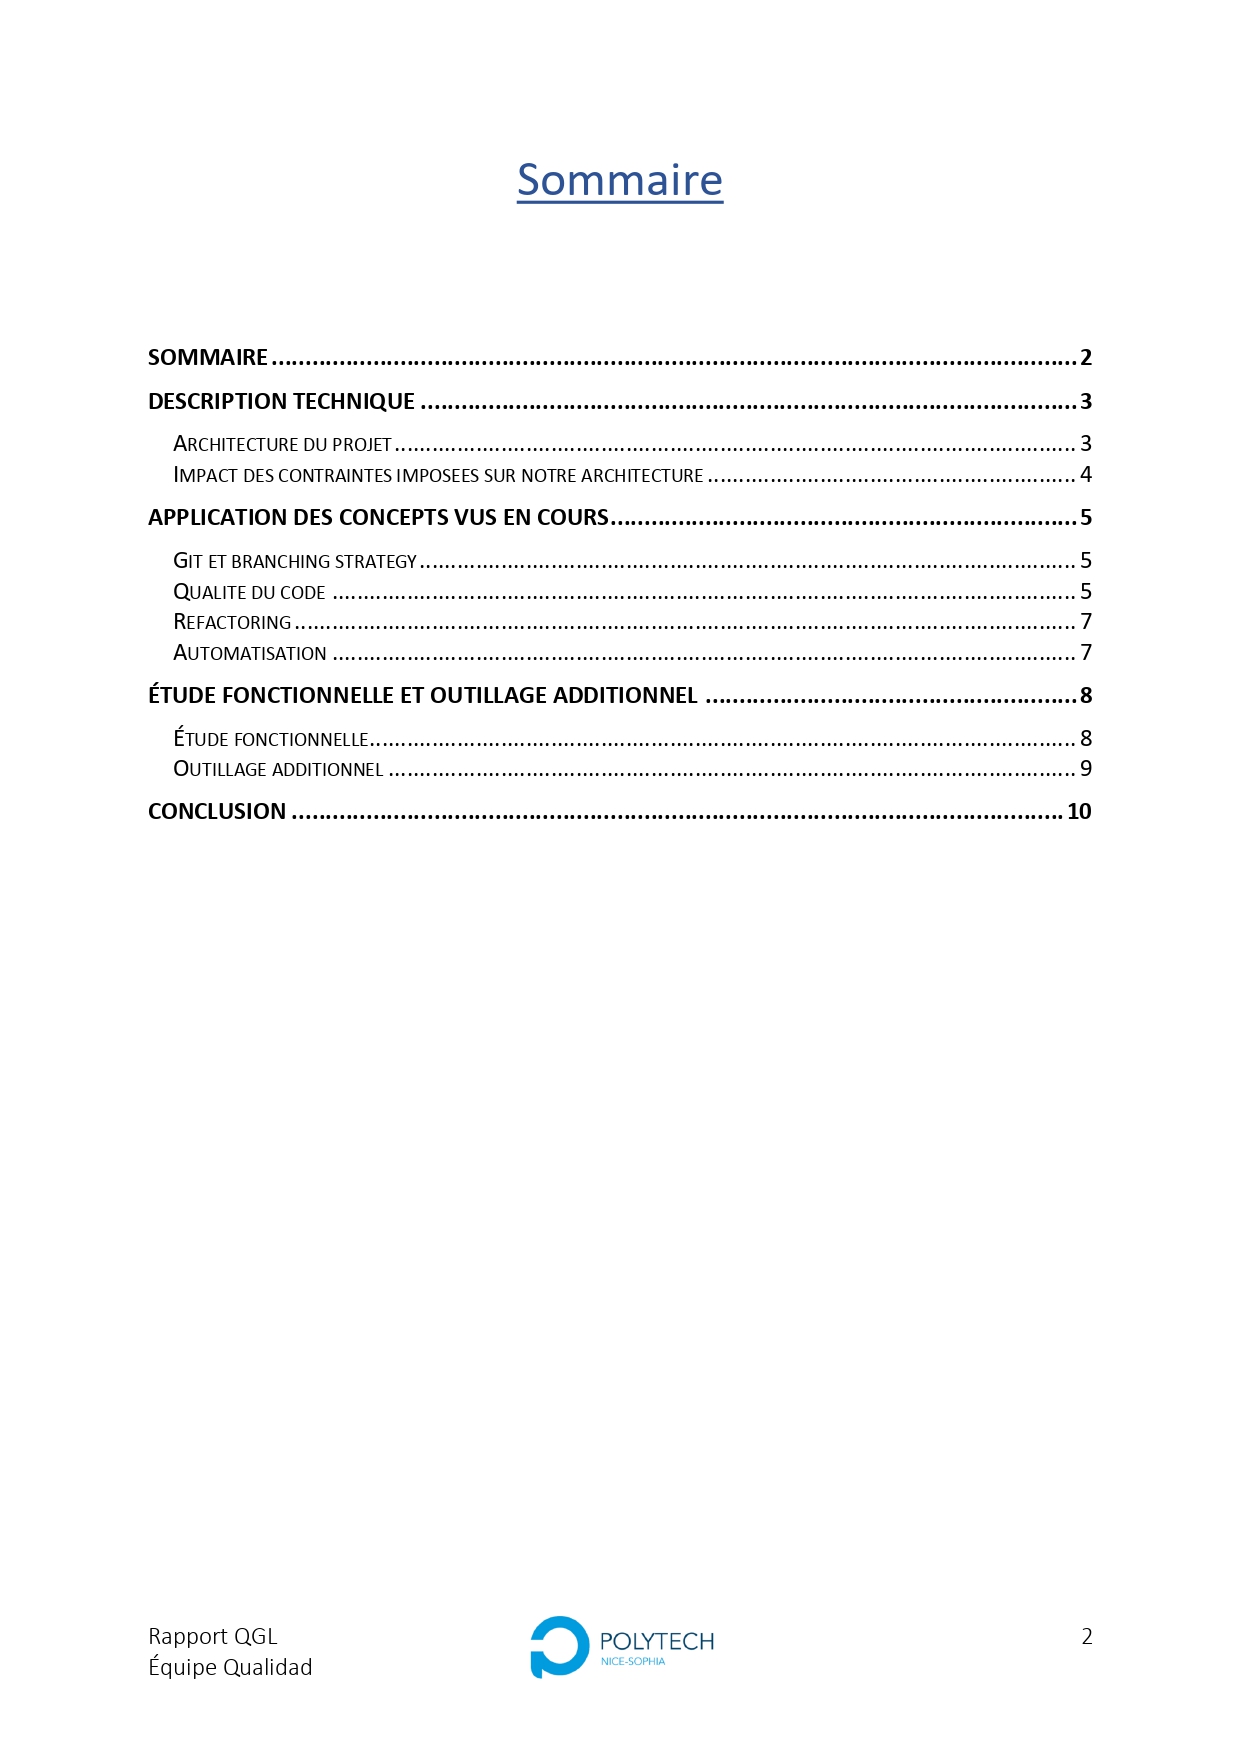 Sommaire
SOMMAIRE ........................................................................................................................ 2
DESCRIPTION TECHNIQUE ................................................................................................. 3
ARCHITECTURE DU PROJET ............................................................................................................. 3
IMPACT DES CONTRAINTES IMPOSEES SUR NOTRE ARCHITECTURE ........................................................... 4
APPLICATION DES CONCEPTS VUS EN COURS ..................................................................... 5
GIT ET BRANCHING STRATEGY ......................................................................................................... 5
QUALITE DU CODE ....................................................................................................................... 5
REFACTORING ............................................................................................................................. 7
AUTOMATISATION ....................................................................................................................... 7
ÉTUDE FONCTIONNELLE ET OUTILLAGE ADDITIONNEL ....................................................... 8
ÉTUDE FONCTIONNELLE ................................................................................................................. 8
OUTILLAGE ADDITIONNEL .............................................................................................................. 9
CONCLUSION .................................................................................................................. 10
Rapport QGL
Équipe Qualidad
POLYTECH
NICE-SOPHIA
2